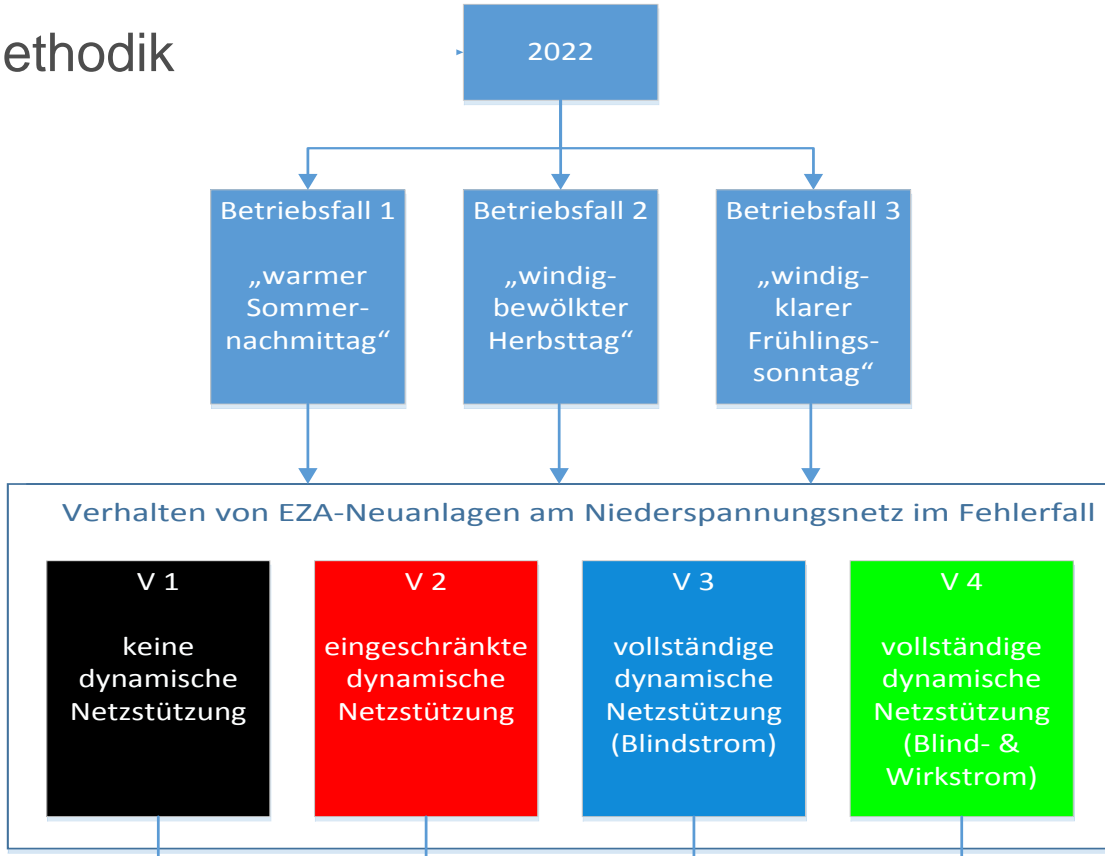 ethodik
2022
Betriebsfall 1
„warmer
Sommer-
nachmittag“
Betriebsfall 2
„windig-
bewölkter
Herbsttag“
Betriebsfall 3
„windig-
klarer
Frühlings-
sonntag“
Verhalten von EZA-Neuanlagen am Niederspannungsnetz im Fehlerfall
V 1
keine
dynamische
Netzstützung
V 2
eingeschränkte
dynamische
Netzstützung
V 3
vollständige
dynamische
Netzstützung
(Blindstrom)
V 4
vollständige
dynamische
Netzstützung
(Blind- &
Wirkstrom)